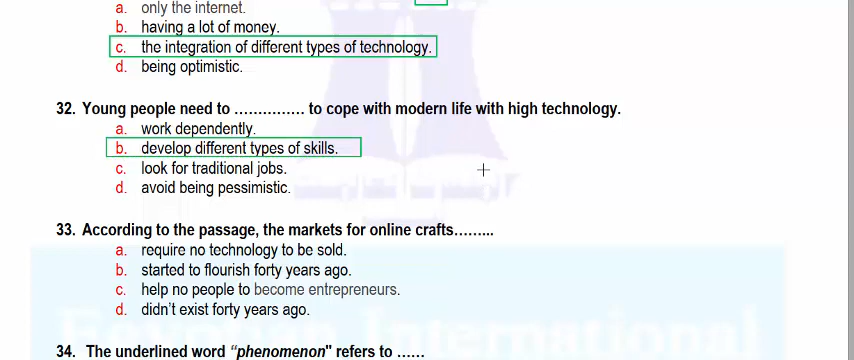 a. only the internet.
b. having a lot of money.
c. the integration of different types of technology.
d. being optimistic.
32. Young people need to …………… to cope with modern life with high technology.
a. work dependently.
b. develop different types of skills.
c. look for traditional jobs.
d. avoid being pessimistic.
33. According to the passage, the markets for online crafts………
a. require no technology to be sold.
b. started to flourish forty years ago.
c. help no people to become entrepreneurs.
d. didn't exist forty years ago.
34. The underlined word "phenomenon" refers to ……
Egyptian International